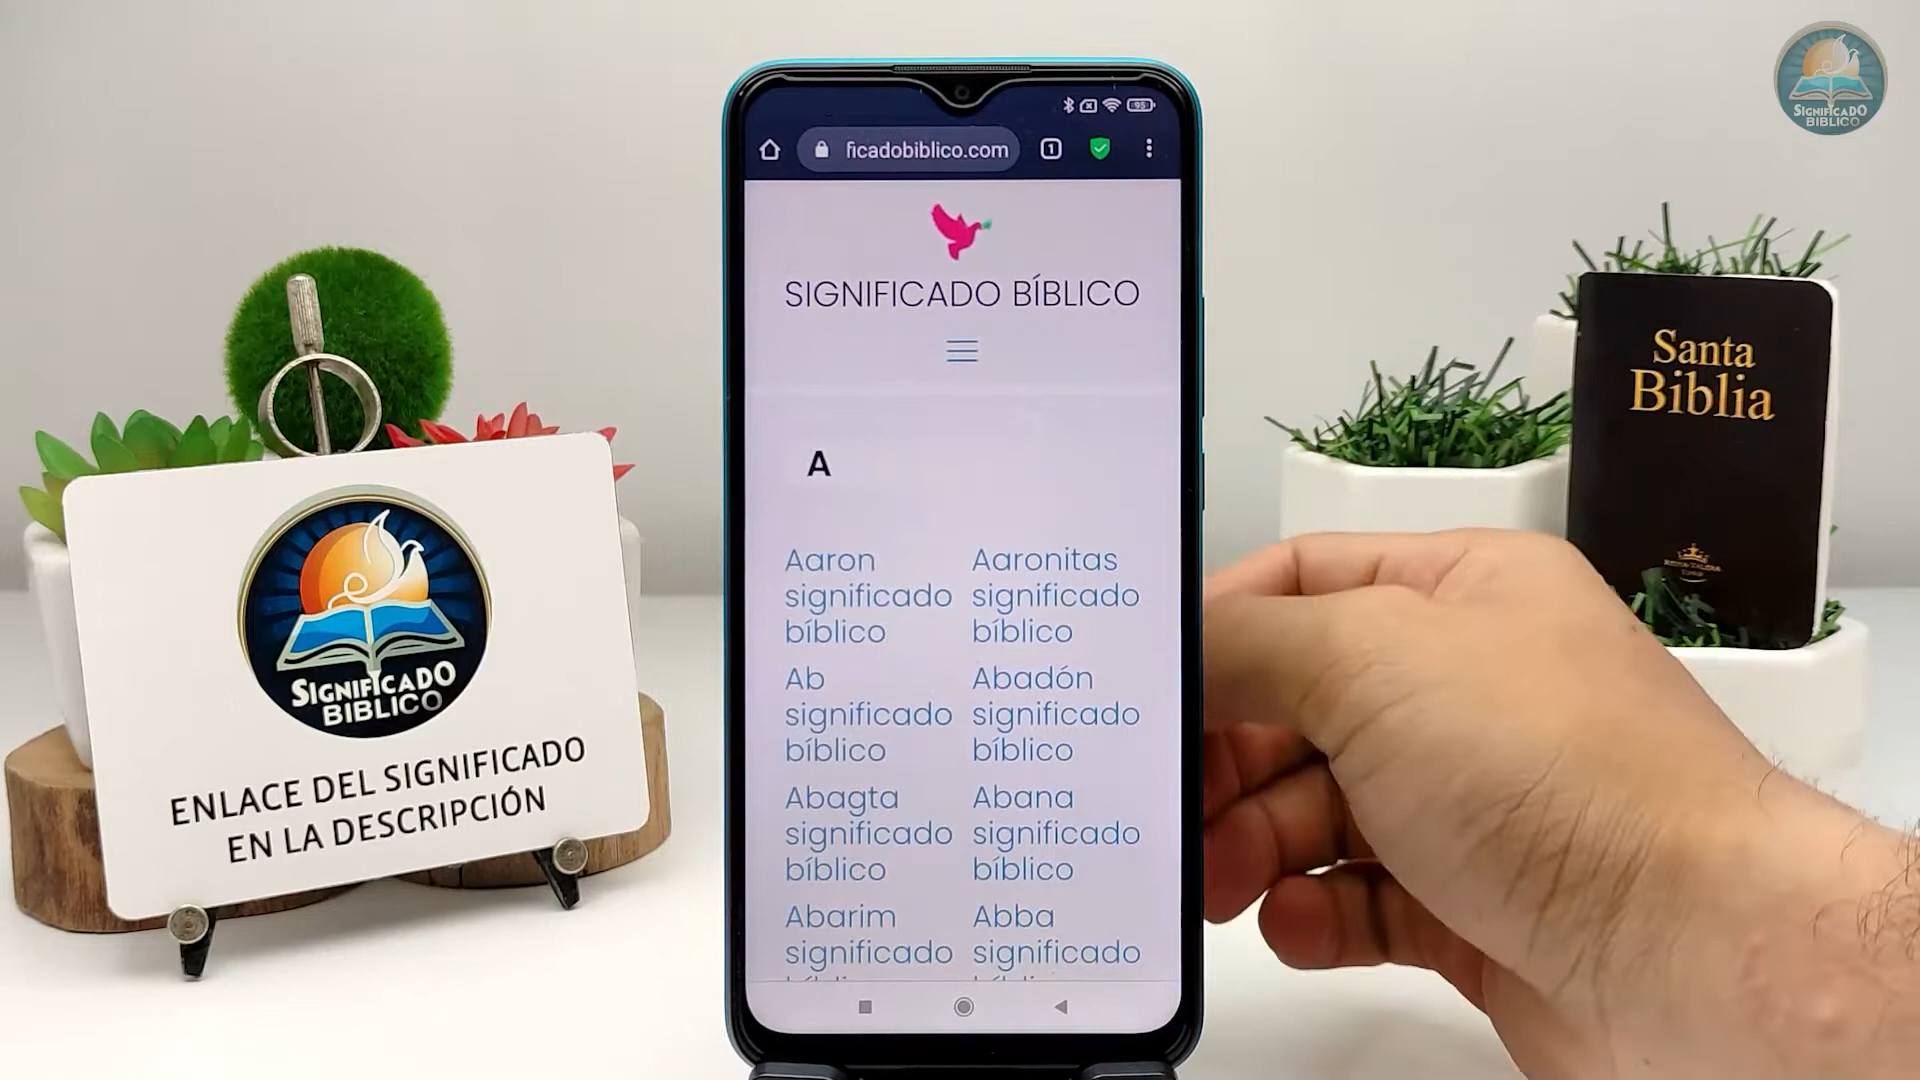 SIGNIFICADO
BIBLICO
95
ficadobiblico.com
1
SIGNIFICADO BÍBLICO
A
Aaron
significado
bíblico
Aaronitas
significado
bíblico
Ab
significado
bíblico
Abadón
significado
bíblico
Abagta
significado
bíblico
Abana
significado
bíblico
Abarim
significado
Abba
significado
SIGNIFICADO
BIBLICO
ENLACE DEL SIGNIFICADO
EN LA DESCRIPCIÓN
Santa
Biblia